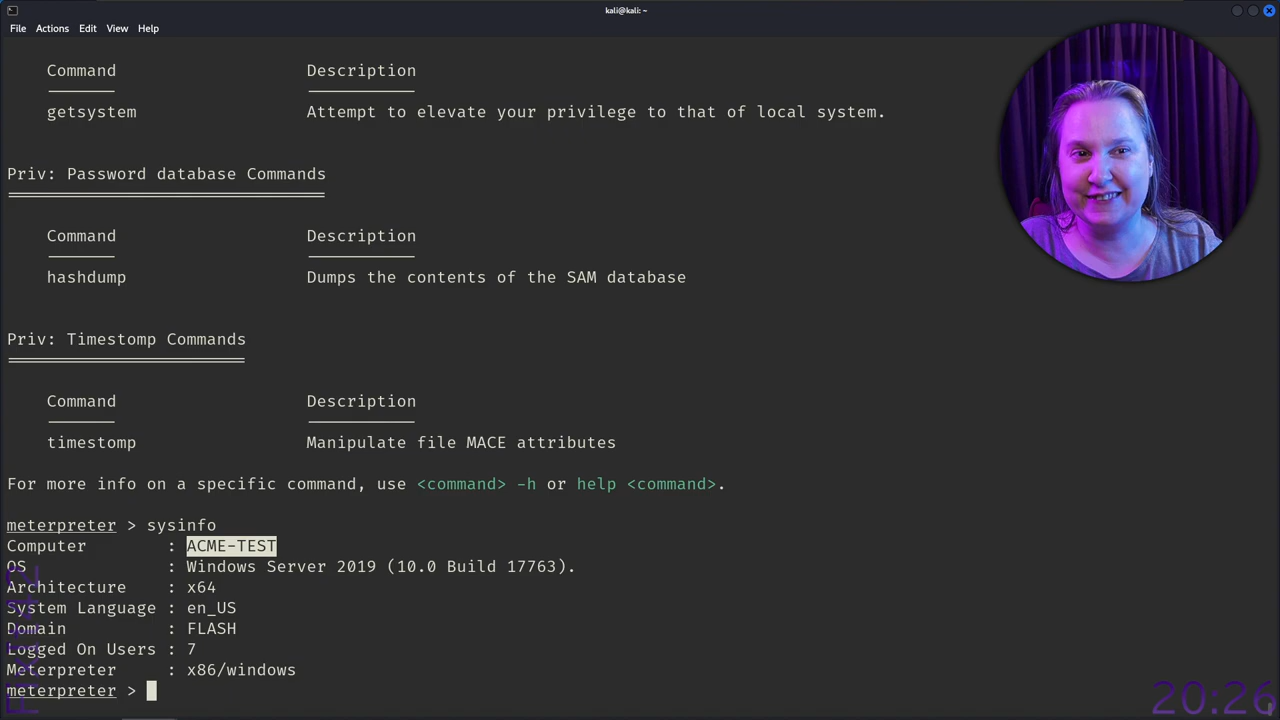 kali@kali: ~
File Actions Edit View Help
Command Description
getsystem Attempt to elevate your privilege to that of local system.
Priv: Password database Commands
Command Description
hashdump Dumps the contents of the SAM database
Priv: Timestomp Commands
Command Description
timestomp Manipulate file MACE attributes
For more info on a specific command, use <command> -h or help <command>.
meterpreter > sysinfo
Computer : ACME-TEST
OS : Windows Server 2019 (10.0 Build 17763).
Architecture : x64
System Language : en_US
Domain : FLASH
Logged On Users : 7
Meterpreter : x86/windows
meterpreter >
20:26